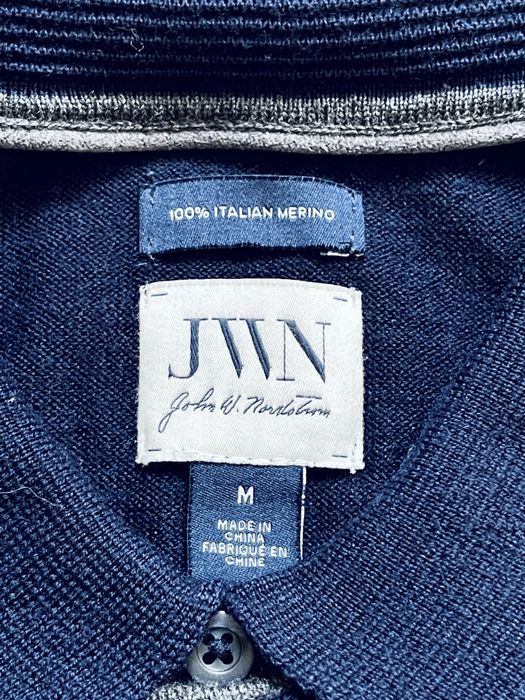 100% ITALIAN MERINO
JWN
John W. Nordstrom
M
MADE IN
CHINA
FABRIQUÉ EN
CHINE